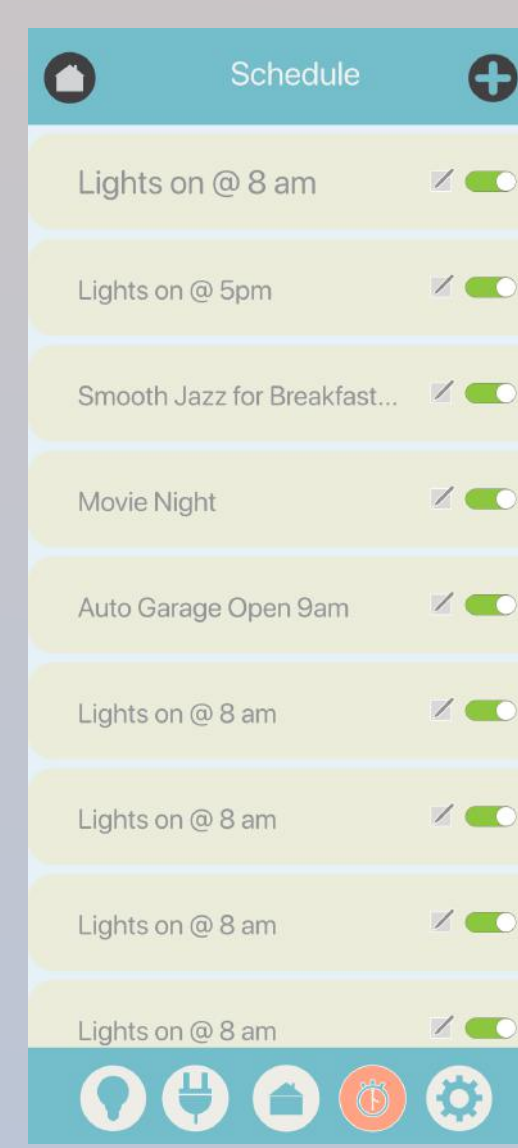 Schedule
Lights on @ 8 am
Lights on @ 5pm
Smooth Jazz for Breakfast...
Movie Night
Auto Garage Open 9am
Lights on @ 8 am
Lights on @ 8 am
Lights on @ 8 am
Lights on @ 8 am